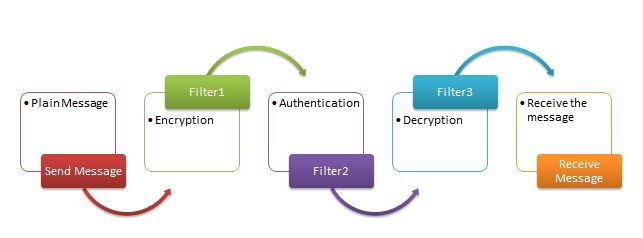 • Plain Message
Send Message
Filter1
• Encryption
• Authentication
Filter2
Filter3
• Decryption
• Receive the
message
Receive
Message